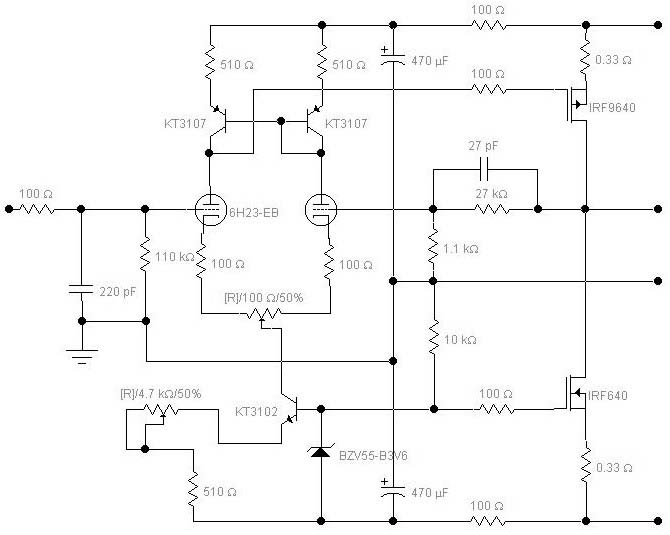 100 Ω
510 Ω
510 Ω
470 µF
0.33 Ω
100 Ω
KT3107
KT3107
IRF9640
27 pF
100 Ω
6H23-EB
27 kΩ
110 kΩ
100 Ω
100 Ω
1.1 kΩ
220 pF
[R]/100 Ω/50%
10 kΩ
[R]/4.7 kΩ/50%
KT3102
100 Ω
IRF640
BZV55-B3V6
0.33 Ω
510 Ω
470 µF
100 Ω